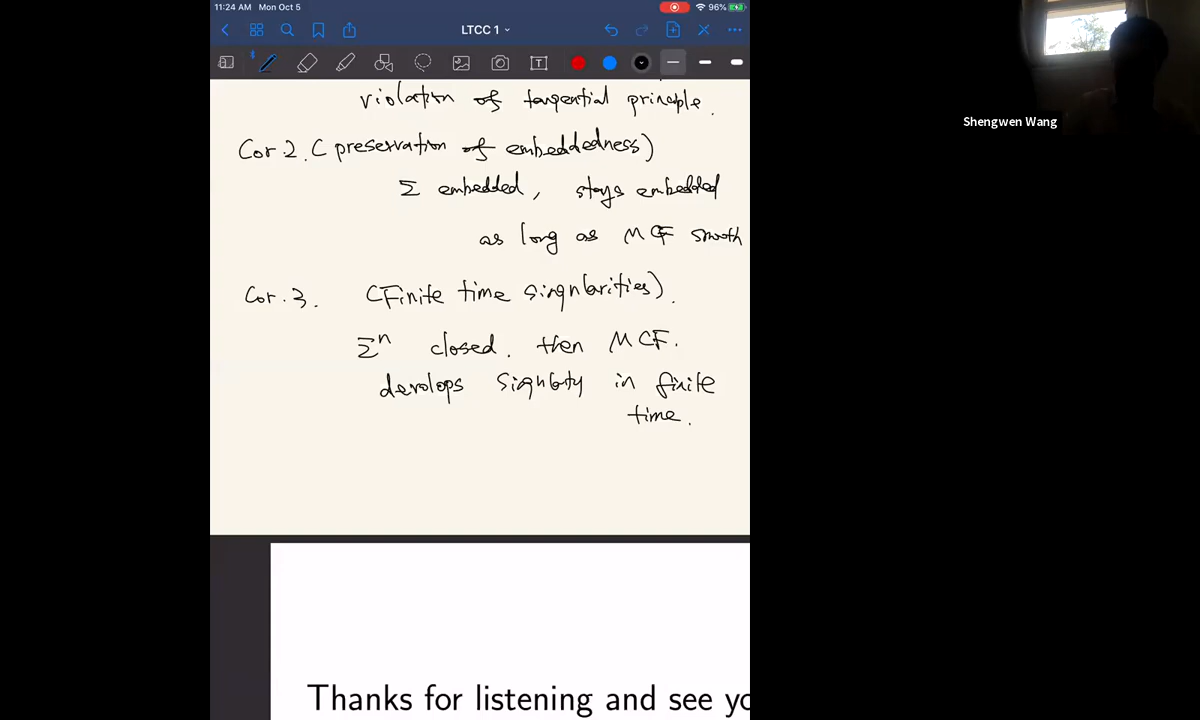 11:24 AM Mon Oct 5
96%
LTCC 1
T
violation of tangential principle.
Cor.2. (preservation of embeddedness)
Σ embedded, stays embedded
as long as MCF smooth
Cor.3. (Finite time singularities).
Σⁿ closed. then MCF.
devolops
in finite
time.
Thanks for listening and see yo
Shengwen Wang